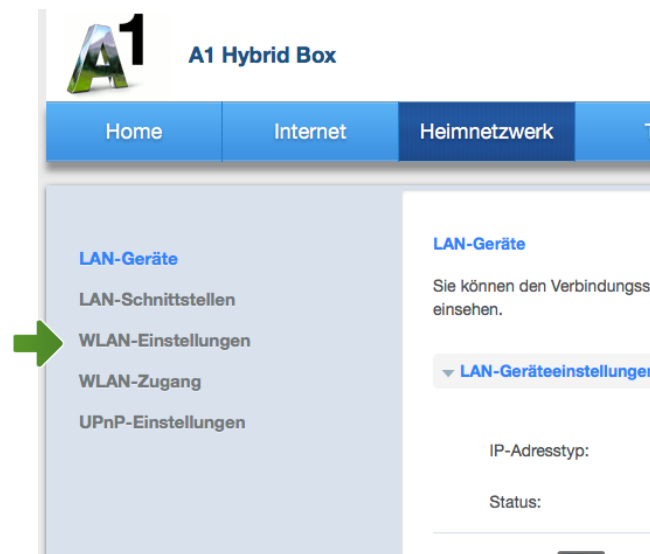 A1
A1 Hybrid Box
Home Internet Heimnetzwerk
LAN-Geräte
LAN-Schnittstellen
WLAN-Einstellungen
WLAN-Zugang
UPnP-Einstellungen
LAN-Geräte
Sie können den Verbindungss
einsehen.
LAN-Geräteeinstellungen
IP-Adresstyp:
Status: